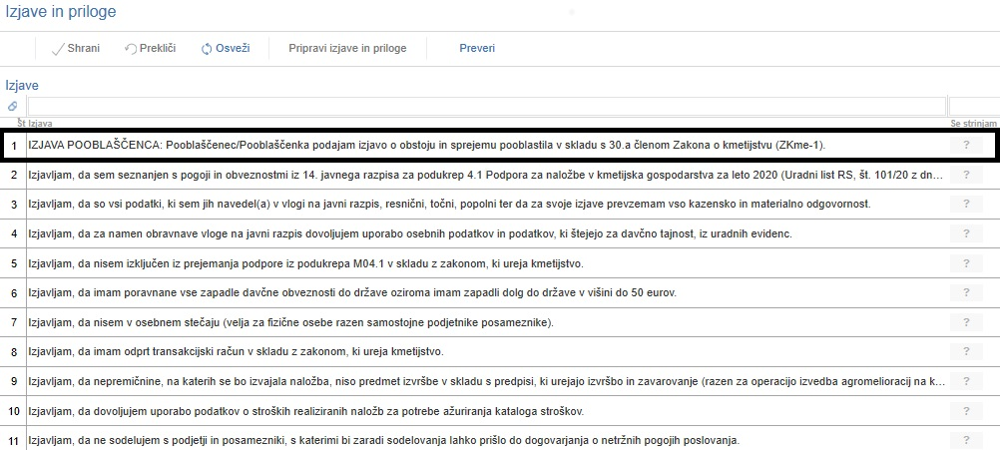 Izjave in priloge
Shrani Prekliči Osveži Pripravi izjave in priloge Preveri
Izjave
Št Izjava Se strinjam
1 IZJAVA POOBLAŠČENCA: Pooblaščenec/Pooblaščenka podajam izjavo o obstoju in sprejemu pooblastila v skladu s 30.a členom Zakona o kmetijstvu (ZKme-1). ?
2 Izjavljam, da sem seznanjen s pogoji in obveznostmi iz 14. javnega razpisa za podukrep 4.1 Podpora za naložbe v kmetijska gospodarstva za leto 2020 (Uradni list RS, št. 101/20 z dn... ?
3 Izjavljam, da so vsi podatki, ki sem jih navedel(a) v vlogi na javni razpis, resnični, točni, popolni ter da za svoje izjave prevzemam vso kazensko in materialno odgovornost. ?
4 Izjavljam, da za namen obravnave vloge na javni razpis dovoljujem uporabo osebnih podatkov in podatkov, ki štejejo za davčno tajnost, iz uradnih evidenc. ?
5 Izjavljam, da nisem izključen iz prejemanja podpore iz podukrepa M04.1 v skladu z zakonom, ki ureja kmetijstvo. ?
6 Izjavljam, da imam poravnane vse zapadle davčne obveznosti do države oziroma imam zapadli dolg do države v višini do 50 eurov. ?
7 Izjavljam, da nisem v osebnem stečaju (velja za fizične osebe razen samostojne podjetnike posameznike). ?
8 Izjavljam, da imam odprt transakcijski račun v skladu z zakonom, ki ureja kmetijstvo. ?
9 Izjavljam, da nepremičnine, na katerih se bo izvajala naložba, niso predmet izvršbe v skladu s predpisi, ki urejajo izvršbo in zavarovanje (razen za operacijo izvedba agromelioracij na k... ?
10 Izjavljam, da dovoljujem uporabo podatkov o stroških realiziranih naložb za potrebe ažuriranja kataloga stroškov. ?
11 Izjavljam, da ne sodelujem s podjetji in posamezniki, s katerimi bi zaradi sodelovanja lahko prišlo do dogovarjanja o netržnih pogojih poslovanja. ?